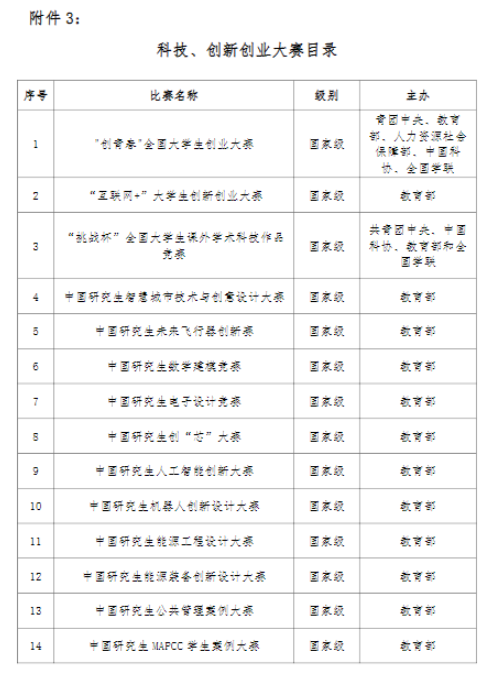 附件 3：
科技、创新创业大赛目录
序号 比赛名称 级别 主办
1 "创青春"全国大学生创业大赛 国家级 青团中央、教育
部、人力资源社会
保障部、中国科
协、全国学联
2 “互联网+”大学生创新创业大赛 国家级 教育部
3 “挑战杯”全国大学生课外学术科技作品
竞赛 国家级 共青团中央、中国
科协、教育部和全
国学联
4 中国研究生智慧城市技术与创意设计大赛 国家级 教育部
5 中国研究生未来飞行器创新赛 国家级 教育部
6 中国研究生数学建模竞赛 国家级 教育部
7 中国研究生电子设计竞赛 国家级 教育部
8 中国研究生创“芯”大赛 国家级 教育部
9 中国研究生人工智能创新大赛 国家级 教育部
10 中国研究生机器人创新设计大赛 国家级 教育部
11 中国研究生能源工程设计大赛 国家级 教育部
12 中国研究生能源装备创新设计大赛 国家级 教育部
13 中国研究生公共管理案例大赛 国家级 教育部
14 中国研究生 MAPCC 学生案例大赛 国家级 教育部